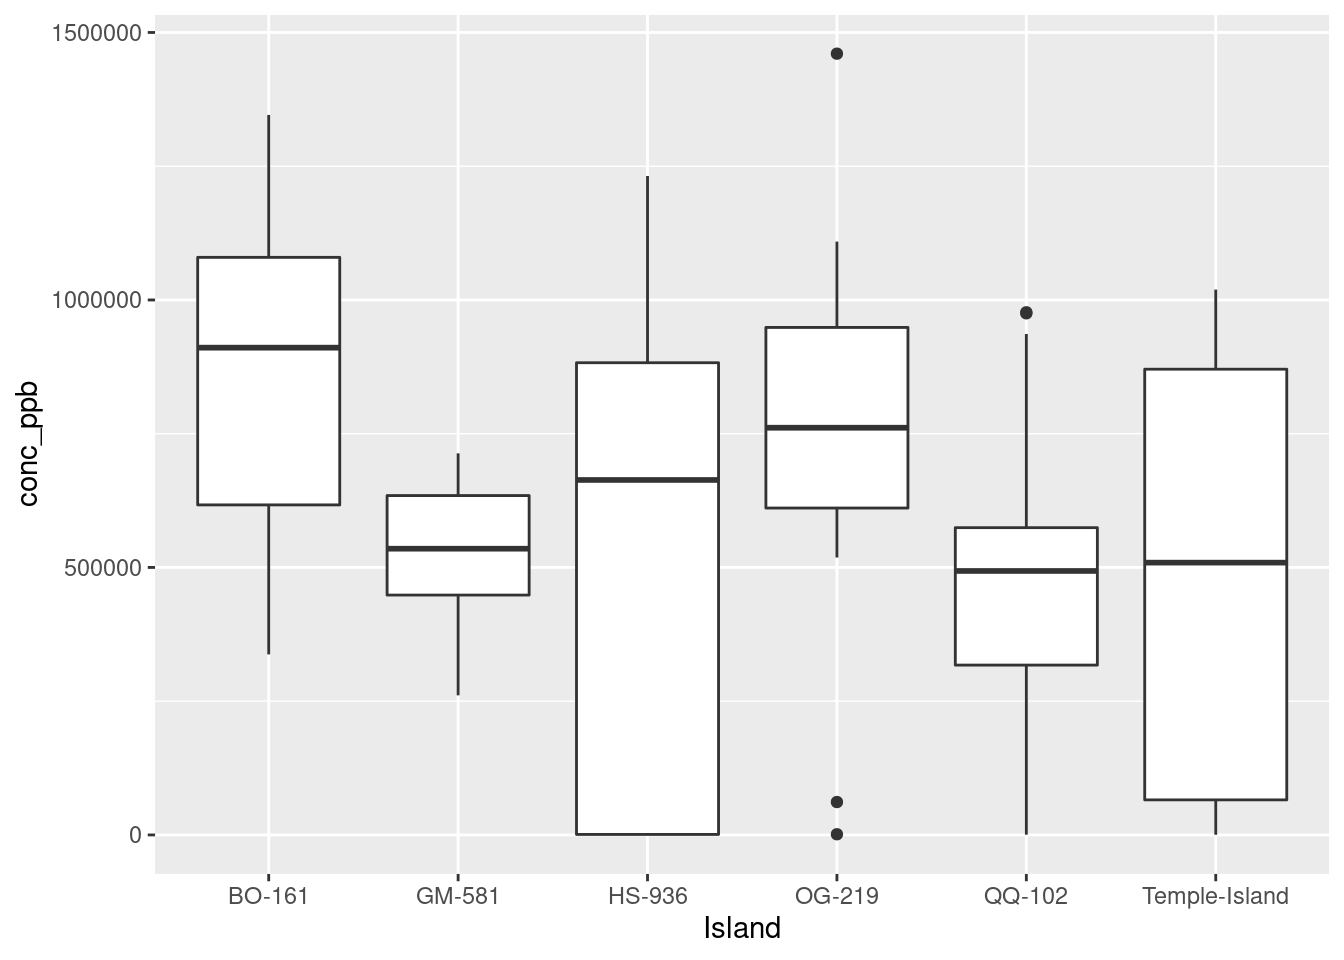 1500000
1000000
500000
0
conc_ppb
BO-161 GM-581 HS-936 OG-219 QQ-102 Temple-Island
Island